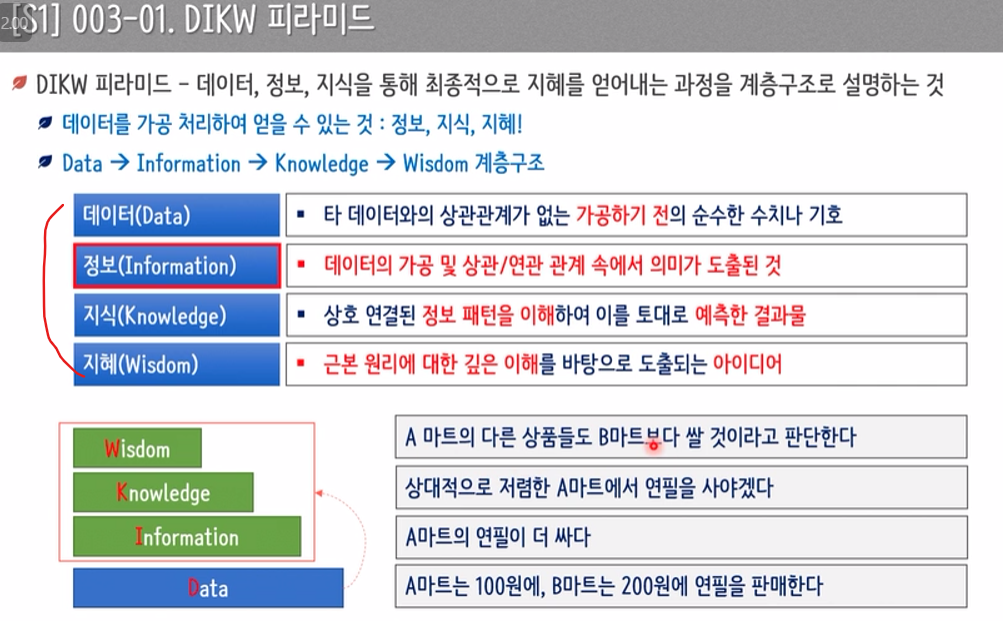 2.00
[S1] 003-01. DIKW 피라미드
DIKW 피라미드 - 데이터, 정보, 지식을 통해 최종적으로 지혜를 얻어내는 과정을 계층구조로 설명하는 것
데이터를 가공 처리하여 얻을 수 있는 것 : 정보, 지식, 지혜!
Data → Information → Knowledge → Wisdom 계층구조
데이터(Data) ▪ 타 데이터와의 상관관계가 없는 가공하기 전의 순수한 수치나 기호
정보(Information) ▪ 데이터의 가공 및 상관/연관 관계 속에서 의미가 도출된 것
지식(Knowledge) ▪ 상호 연결된 정보 패턴을 이해하여 이를 토대로 예측한 결과물
지혜(Wisdom) ▪ 근본 원리에 대한 깊은 이해를 바탕으로 도출되는 아이디어
Wisdom A 마트의 다른 상품들도 B마트보다 쌀 것이라고 판단한다
Knowledge 상대적으로 저렴한 A마트에서 연필을 사야겠다
Information A마트의 연필이 더 싸다
Data A마트는 100원에, B마트는 200원에 연필을 판매한다